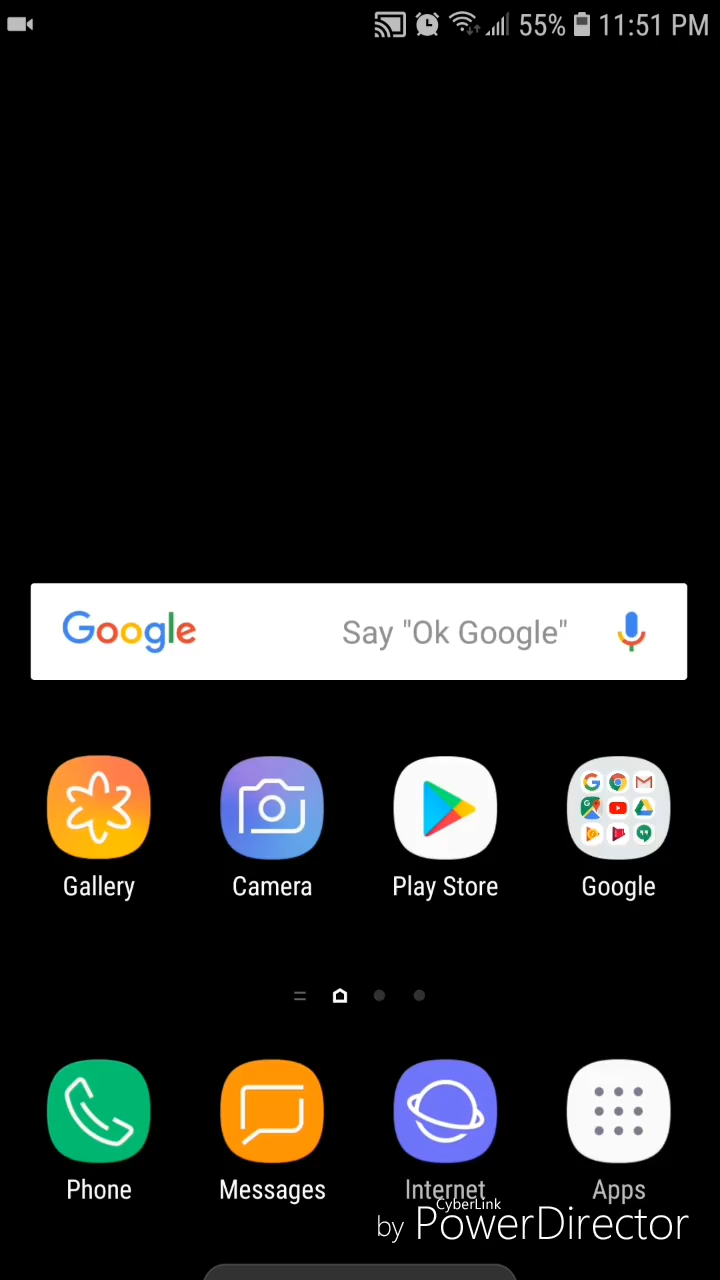 55% 11:51 PM
Google Say "Ok Google"
Gallery Camera Play Store Google
Phone Messages Internet Apps
CyberLink
by PowerDirector